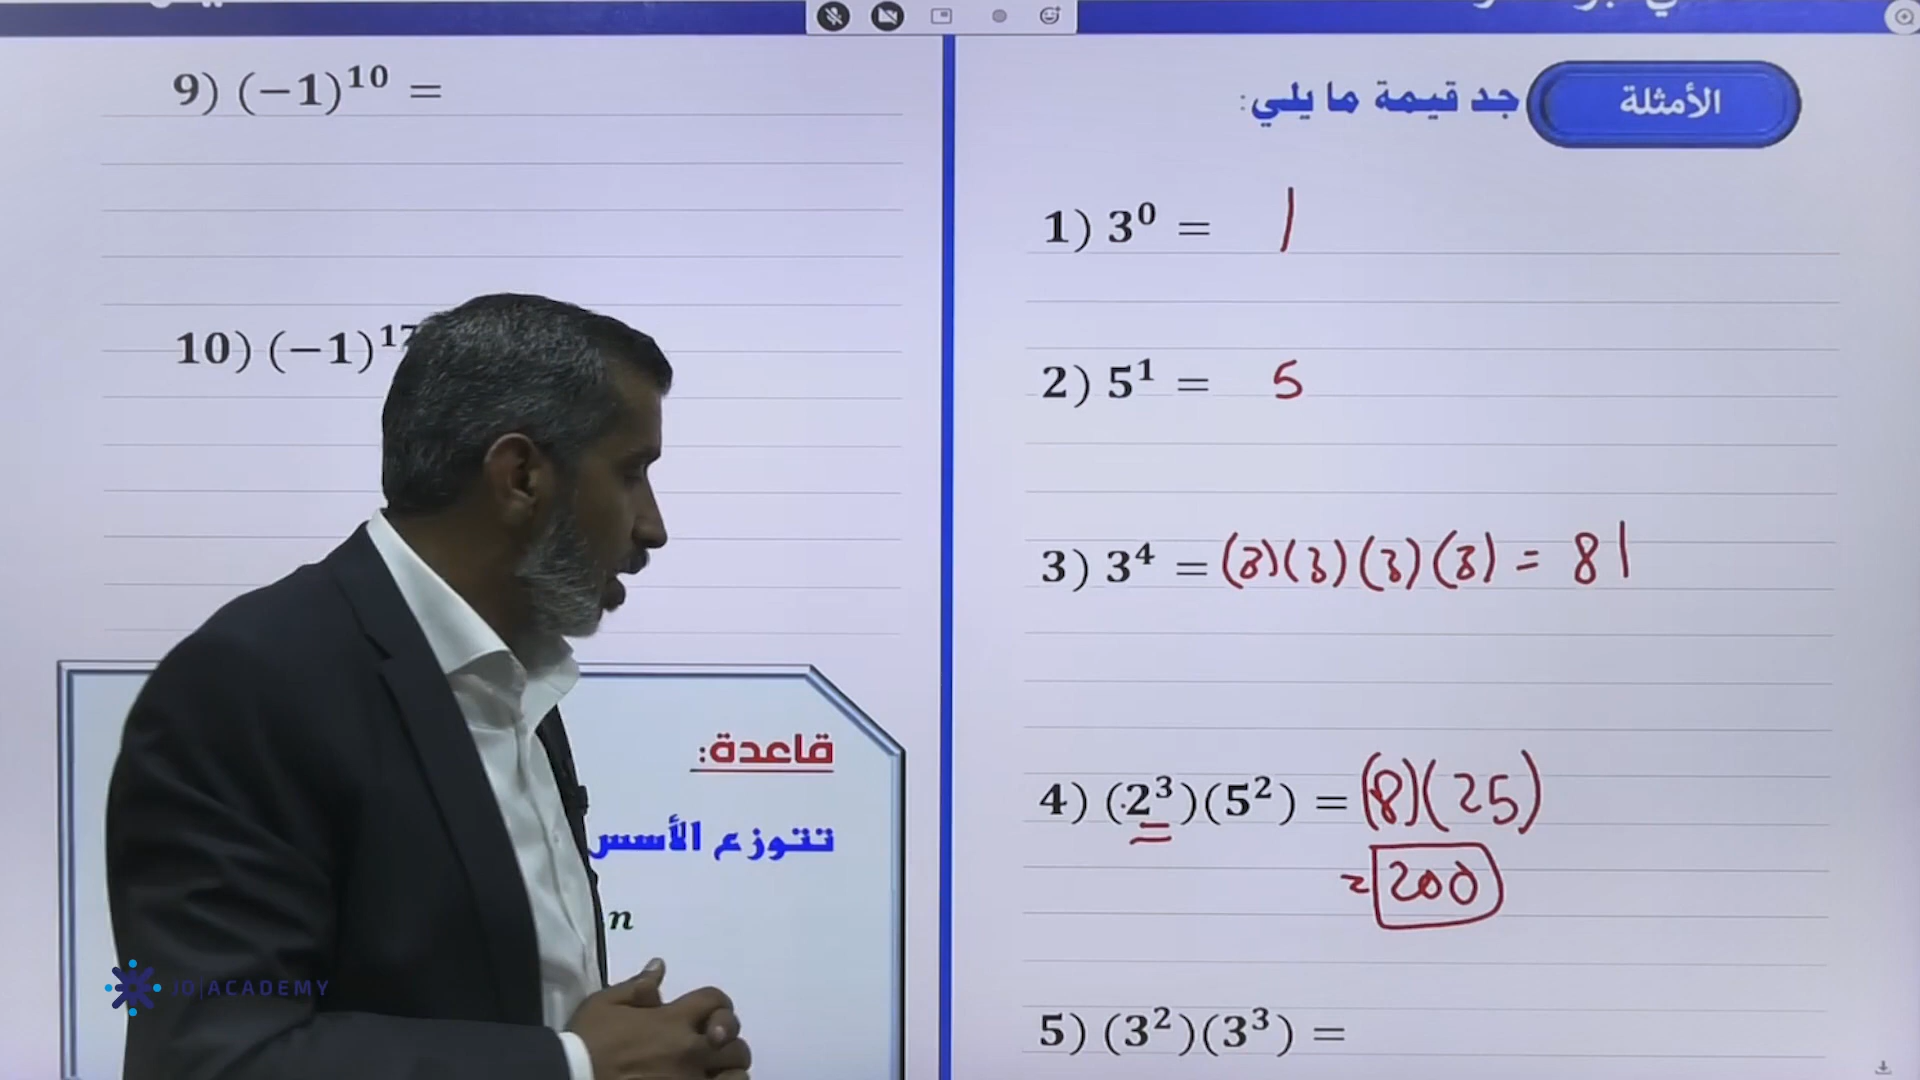 الأمثلة جد قيمة ما يلي:
1) 3⁰ = 1
2) 5¹ = 5
3) 3⁴ = (3)(3)(3)(3) = 81
4) (2³)(5²) = (8)(25)
= 200
5) (3²)(3³) =
9) (−1)¹⁰ =
10) (−1)¹⁷
قاعدة:
تتوزع الأسس
n
JO|ACADEMY